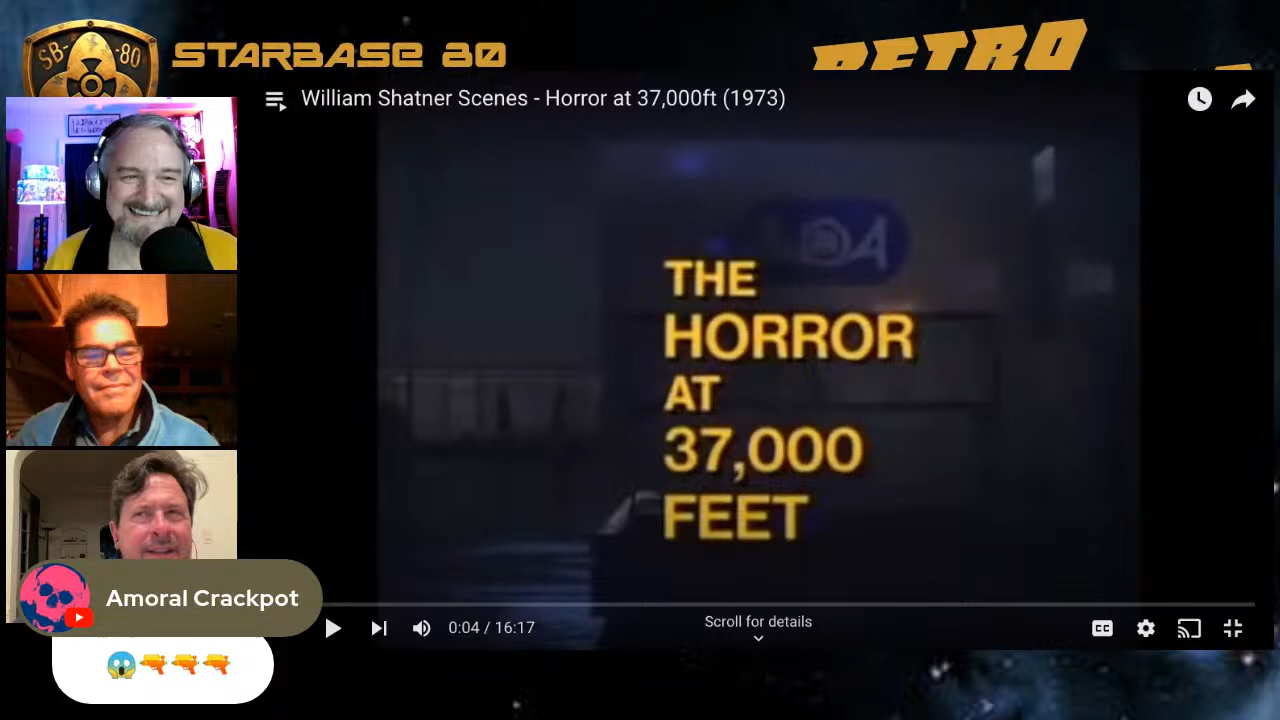 SB-80
STARBASE 80
RETRO
William Shatner Scenes - Horror at 37,000ft (1973)
THE
HORROR
AT
37,000
FEET
Amoral Crackpot
0:04 / 16:17
Scroll for details
CC